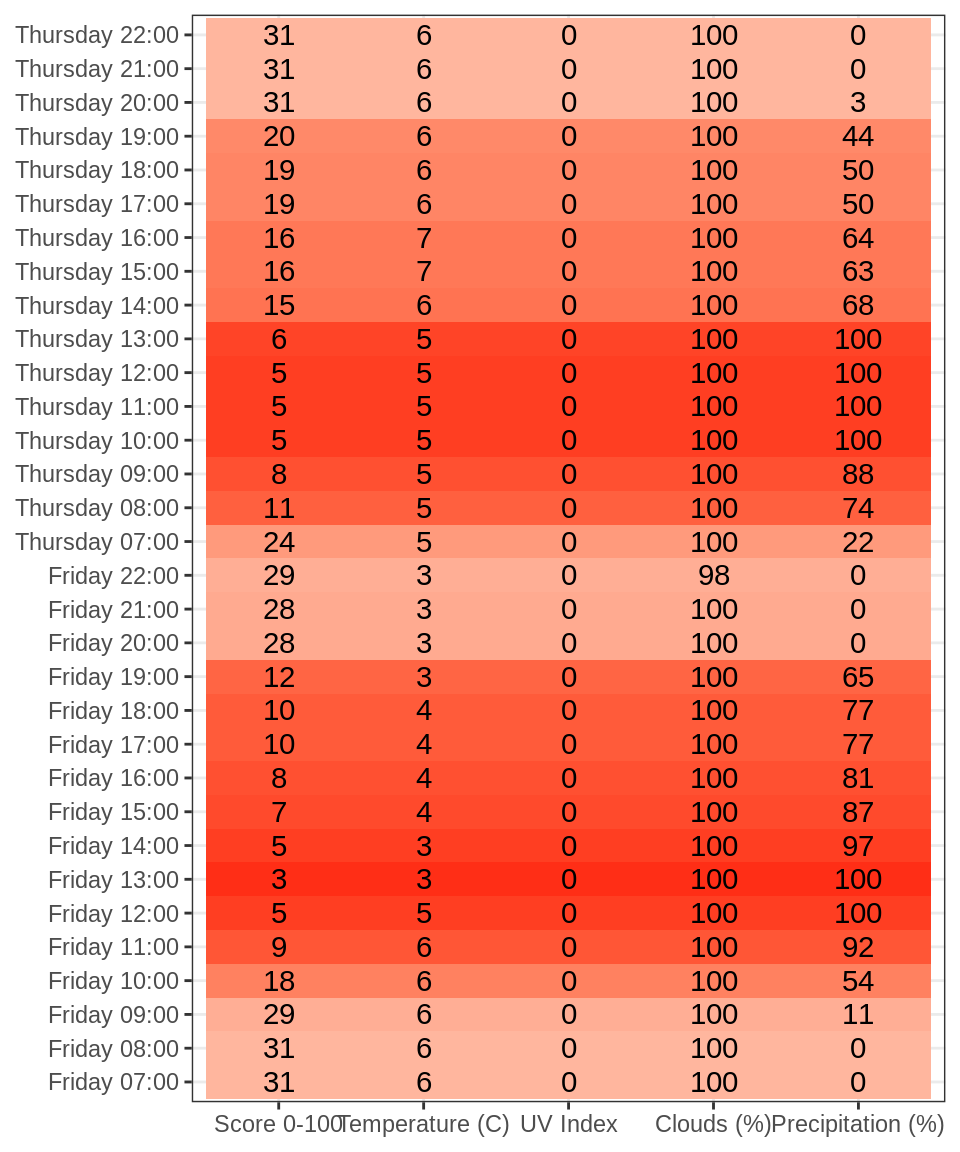 Thursday 22:00 31 6 0 100 0
Thursday 21:00 31 6 0 100 0
Thursday 20:00 31 6 0 100 3
Thursday 19:00 20 6 0 100 44
Thursday 18:00 19 6 0 100 50
Thursday 17:00 19 6 0 100 50
Thursday 16:00 16 7 0 100 64
Thursday 15:00 16 7 0 100 63
Thursday 14:00 15 6 0 100 68
Thursday 13:00 6 5 0 100 100
Thursday 12:00 5 5 0 100 100
Thursday 11:00 5 5 0 100 100
Thursday 10:00 5 5 0 100 100
Thursday 09:00 8 5 0 100 88
Thursday 08:00 11 5 0 100 74
Thursday 07:00 24 5 0 100 22
Friday 22:00 29 3 0 98 0
Friday 21:00 28 3 0 100 0
Friday 20:00 28 3 0 100 0
Friday 19:00 12 3 0 100 65
Friday 18:00 10 4 0 100 77
Friday 17:00 10 4 0 100 77
Friday 16:00 8 4 0 100 81
Friday 15:00 7 4 0 100 87
Friday 14:00 5 3 0 100 97
Friday 13:00 3 3 0 100 100
Friday 12:00 5 5 0 100 100
Friday 11:00 9 6 0 100 92
Friday 10:00 18 6 0 100 54
Friday 09:00 29 6 0 100 11
Friday 08:00 31 6 0 100 0
Friday 07:00 31 6 0 100 0
Score 0-100 Temperature (C) UV Index Clouds (%) Precipitation (%)